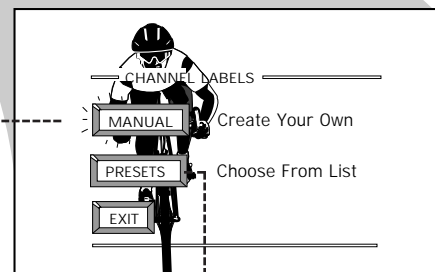 CHANNEL LABELS
MANUAL Create Your Own
PRESETS Choose From List
EXIT